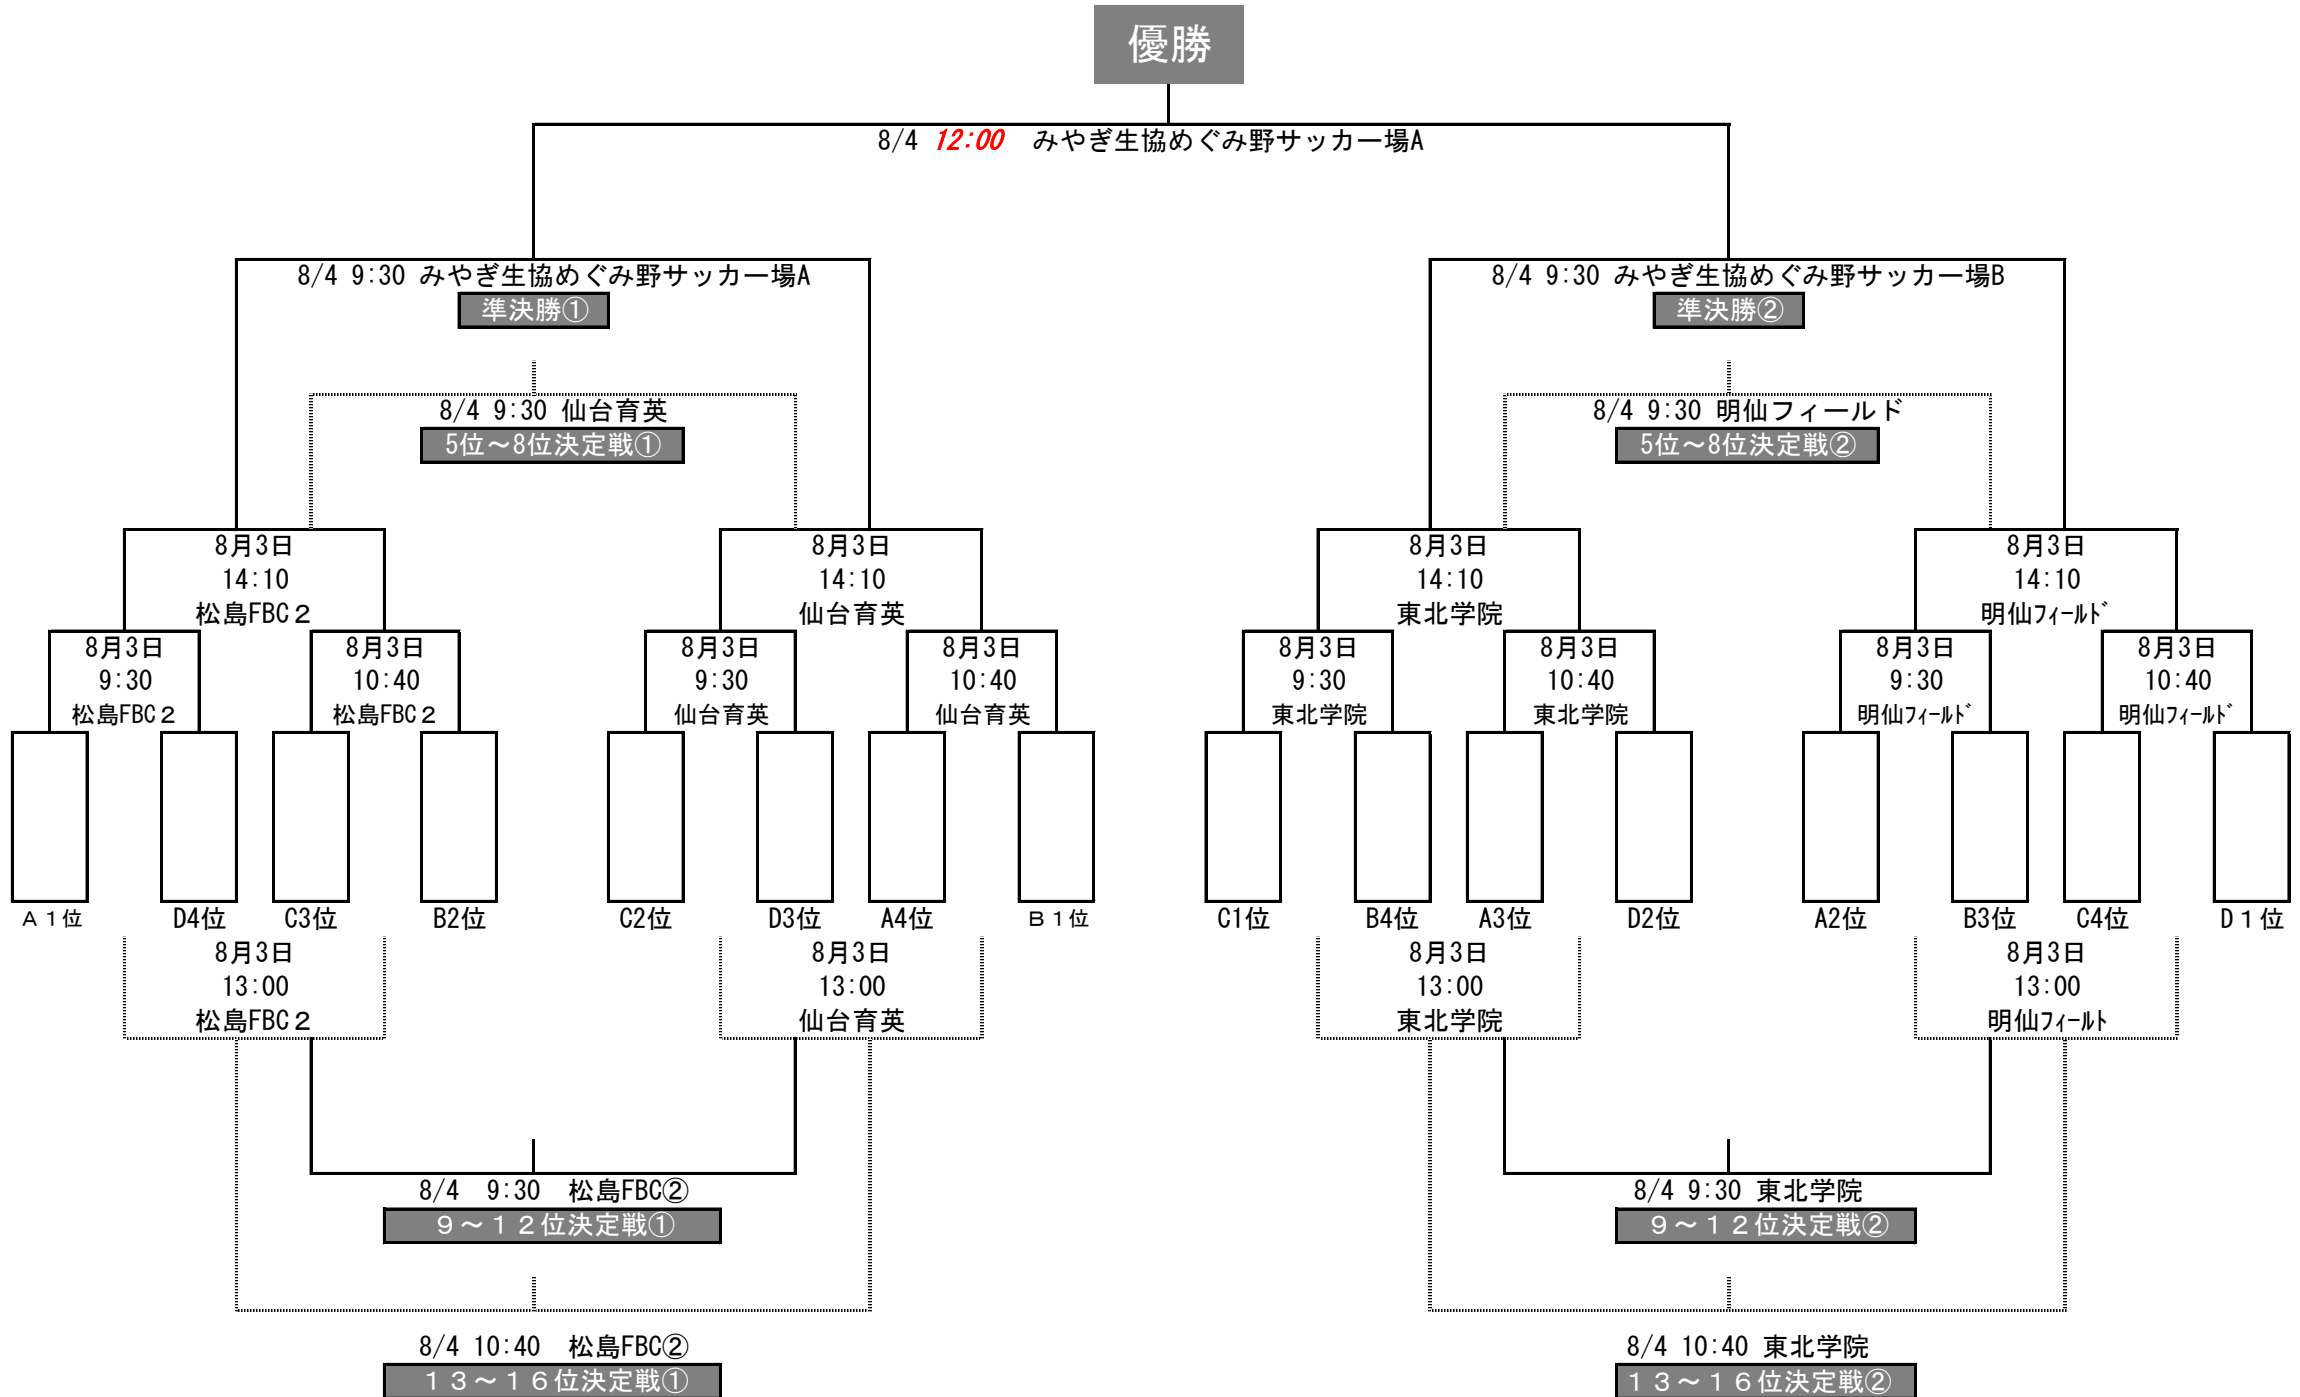 優勝
8/4 12:00 みやぎ生協めぐみ野サッカー場A
8/4 9:30 みやぎ生協めぐみ野サッカー場A
8/4 9:30 みやぎ生協めぐみ野サッカー場B
準決勝①
準決勝②
8/4 9:30 仙台育英
8/4 9:30 明仙フィールド
5位～8位決定戦①
5位～8位決定戦②
8月3日 8月3日 8月3日 8月3日
14:10 14:10 14:10 14:10
松島FBC２ 仙台育英 東北学院 明仙ﾌｨｰﾙﾄﾞ
8月3日 8月3日 8月3日 8月3日 8月3日 8月3日 8月3日 8月3日
9:30 10:40 9:30 10:40 9:30 10:40 9:30 10:40
松島FBC２ 松島FBC２ 仙台育英 仙台育英 東北学院 東北学院 明仙ﾌｨｰﾙﾄﾞ 明仙ﾌｨｰﾙﾄﾞ
Ａ１位 D4位 C3位 B2位 C2位 D3位 A4位 Ｂ１位 C1位 B4位 A3位 D2位 A2位 B3位 C4位 D１位
8月3日 8月3日 8月3日 8月3日
13:00 13:00 13:00 13:00
松島FBC２ 仙台育英 東北学院 明仙ﾌｨｰﾙﾄ
8/4 9:30 松島FBC②
8/4 9:30 東北学院
９～１２位決定戦①
９～１２位決定戦②
8/4 10:40 松島FBC②
8/4 10:40 東北学院
１３～１６位決定戦①
１３～１６位決定戦②